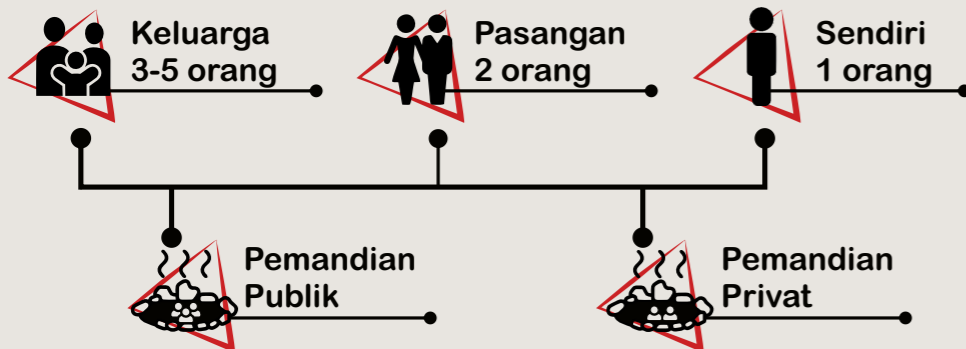 Keluarga
3-5 orang
Pasangan
2 orang
Sendiri
1 orang
Pemandian
Publik
Pemandian
Privat